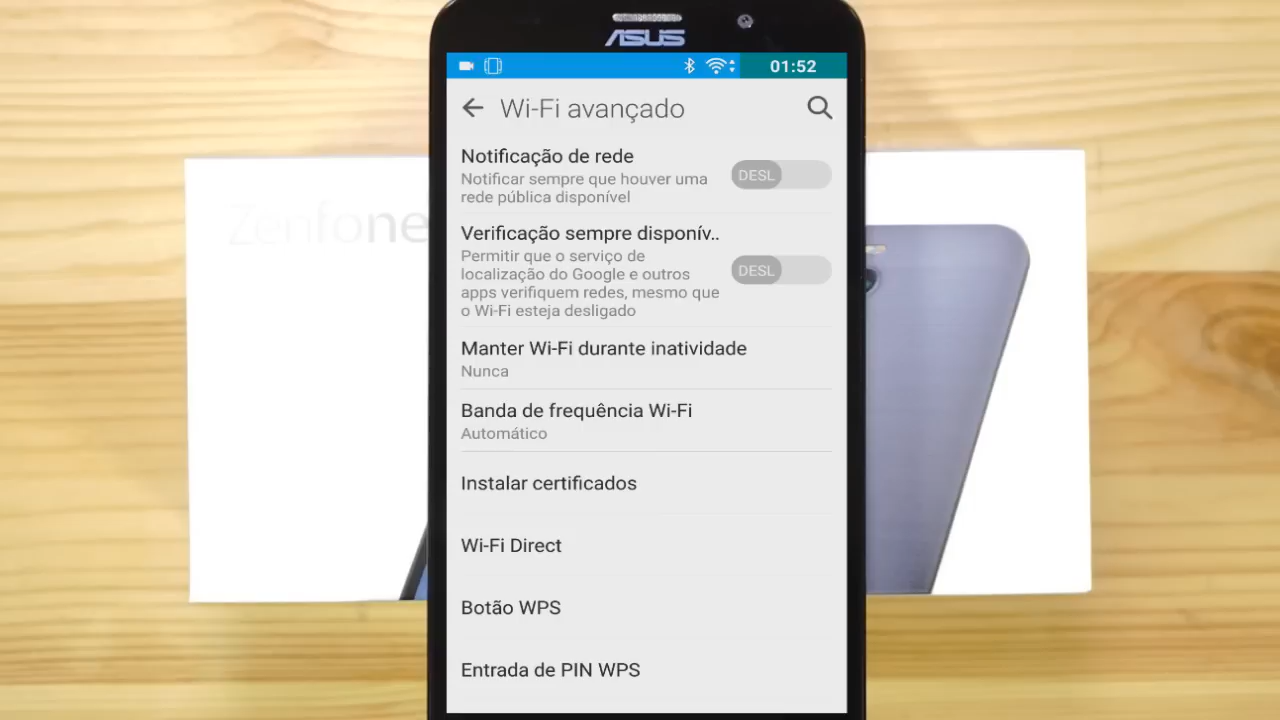 ASUS
01:52
Wi-Fi avançado
Notificação de rede
Notificar sempre que houver uma
rede pública disponível
DESL
Verificação sempre disponív..
Permitir que o serviço de
localização do Google e outros
apps verifiquem redes, mesmo que
o Wi-Fi esteja desligado
DESL
Manter Wi-Fi durante inatividade
Nunca
Banda de frequência Wi-Fi
Automático
Instalar certificados
Wi-Fi Direct
Botão WPS
Entrada de PIN WPS
Zenfone